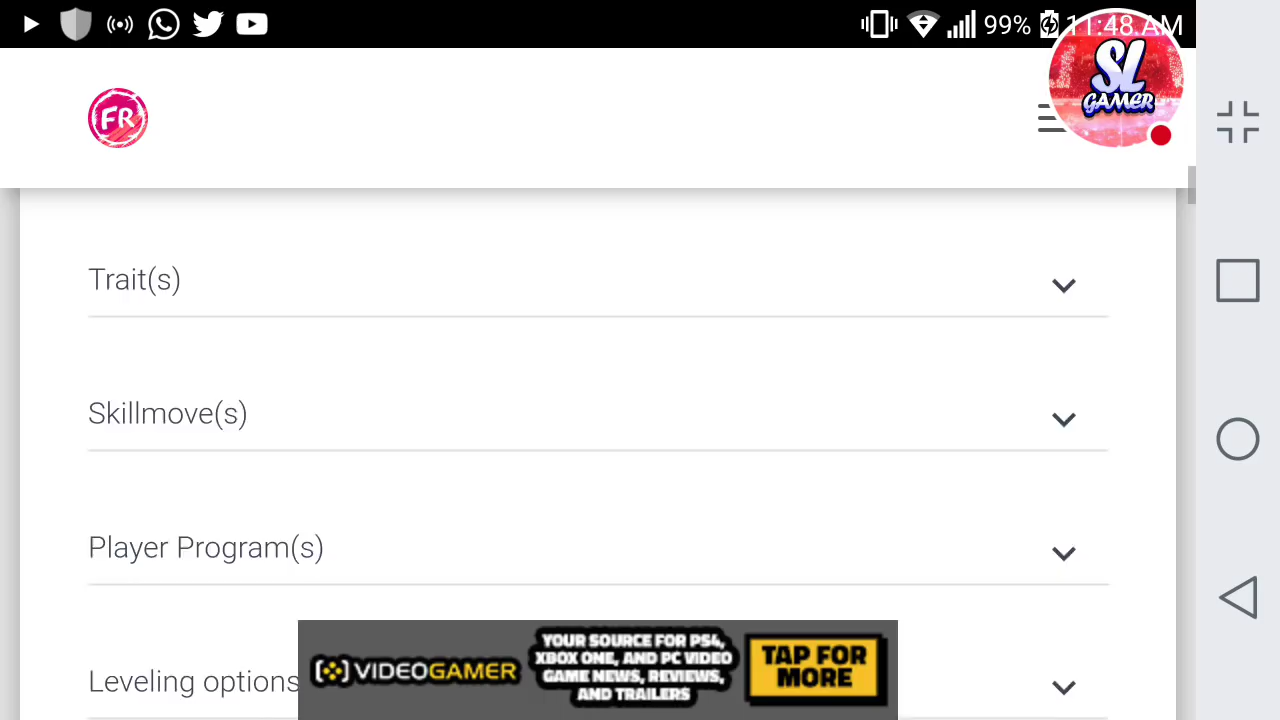 99%
11:48 AM
SL
GAMER
FR
Trait(s)
Skillmove(s)
Player Program(s)
Leveling options
VIDEOGAMER
YOUR SOURCE FOR PS4,
XBOX ONE, AND PC VIDEO
GAME NEWS, REVIEWS,
AND TRAILERS
TAP FOR
MORE